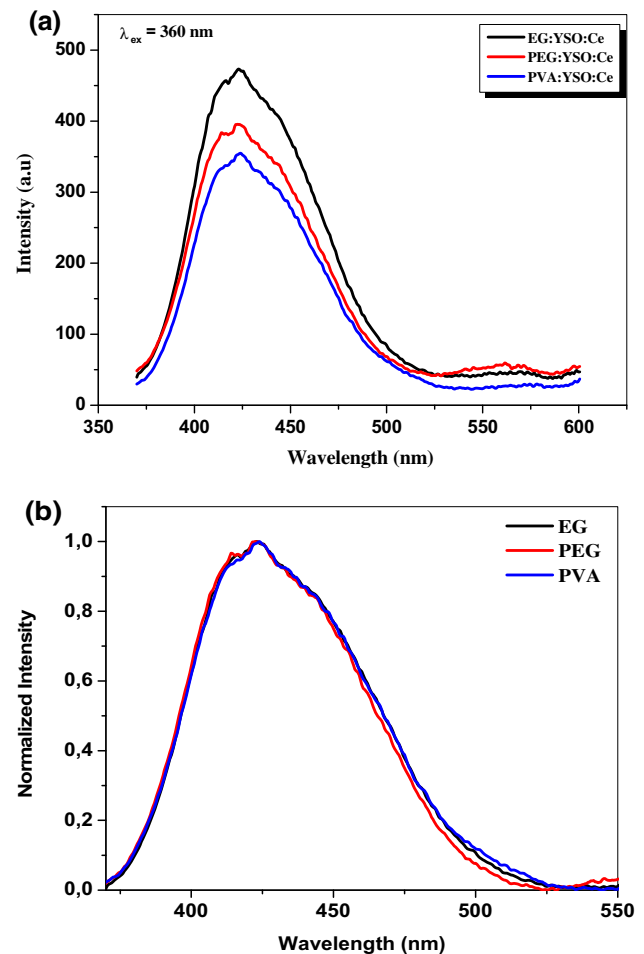 (a)
λex = 360 nm
EG:YSO:Ce
PEG:YSO:Ce
PVA:YSO:Ce
500
400
300
200
100
0
Intensity (a.u)
350
400
450
500
550
600
Wavelength (nm)
(b)
EG
PEG
PVA
1,0
0,8
0,6
0,4
0,2
0,0
Normalized Intensity
400
450
500
550
Wavelength (nm)